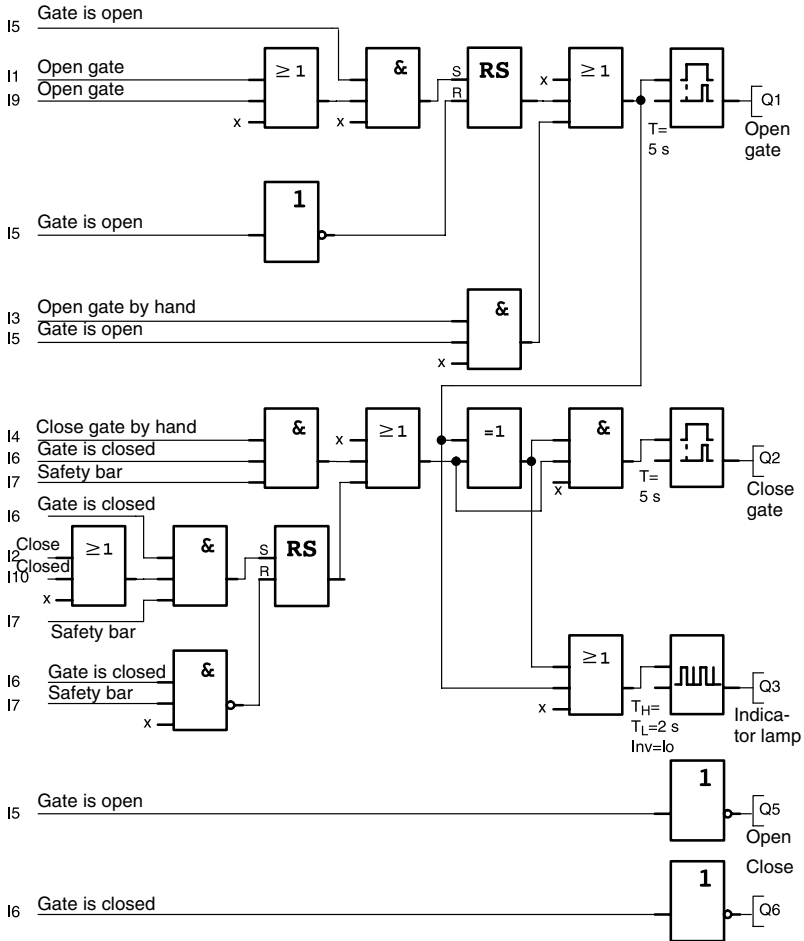 Gate is open
I5
I1 Open gate
I9 Open gate
x
≥1
x
&
S
R
RS
x
≥1
T=
5 s
Q1
Open
gate
I5 Gate is open
1
I3 Open gate by hand
I5 Gate is open
x
&
I4 Close gate by hand
I6 Gate is closed
I7 Safety bar
&
x
≥1
=1
&
x
T=
5 s
Q2
Close
gate
Gate is closed
I6
I2 Close
I10 Closed
x
≥1
&
S
R
RS
I7
Safety bar
I6 Gate is closed
I7 Safety bar
x
&
≥1
x
TH=
TL=2 s
Inv=lo
Q3
Indica-
tor lamp
I5 Gate is open
1
Q5
Open
Close
I6 Gate is closed
1
Q6